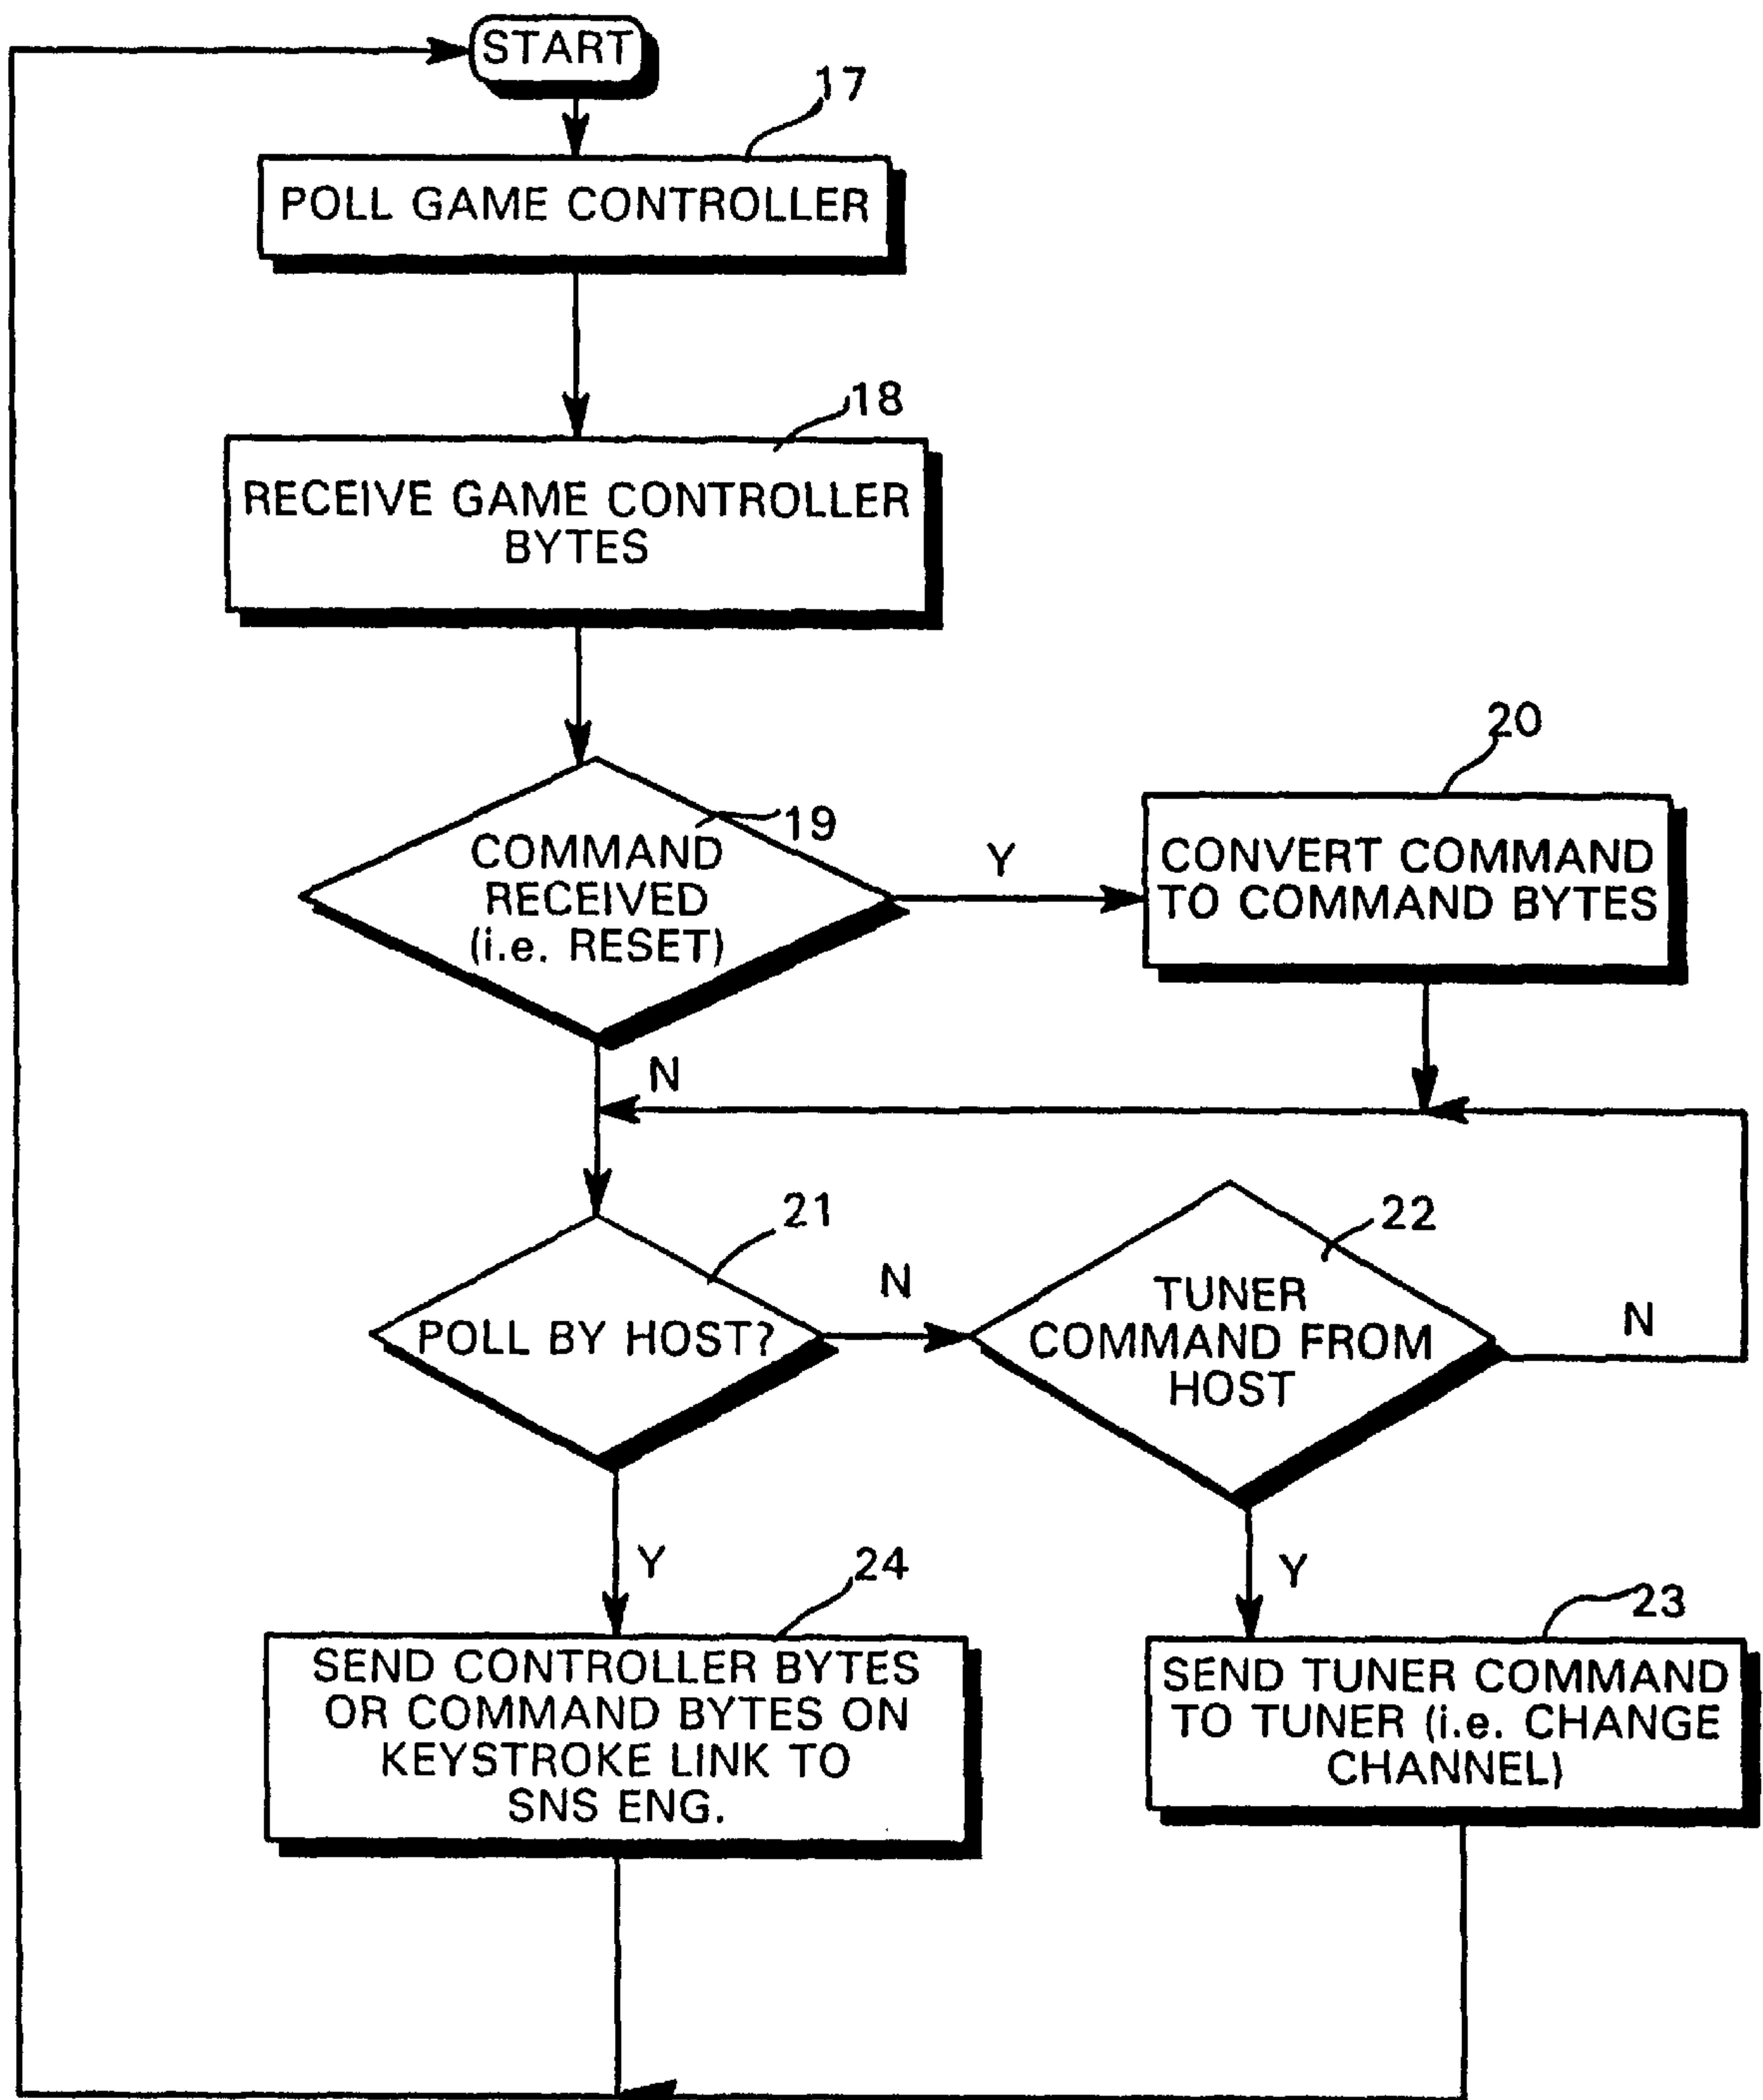 START
17
POLL GAME CONTROLLER
18
RECEIVE GAME CONTROLLER
BYTES
19
COMMAND
RECEIVED
(i.e. RESET)
Y
20
CONVERT COMMAND
TO COMMAND BYTES
N
21
POLL BY HOST?
N
22
TUNER
COMMAND FROM
HOST
N
Y
24
SEND CONTROLLER BYTES
OR COMMAND BYTES ON
KEYSTROKE LINK TO
SNS ENG.
Y
23
SEND TUNER COMMAND
TO TUNER (i.e. CHANGE
CHANNEL)